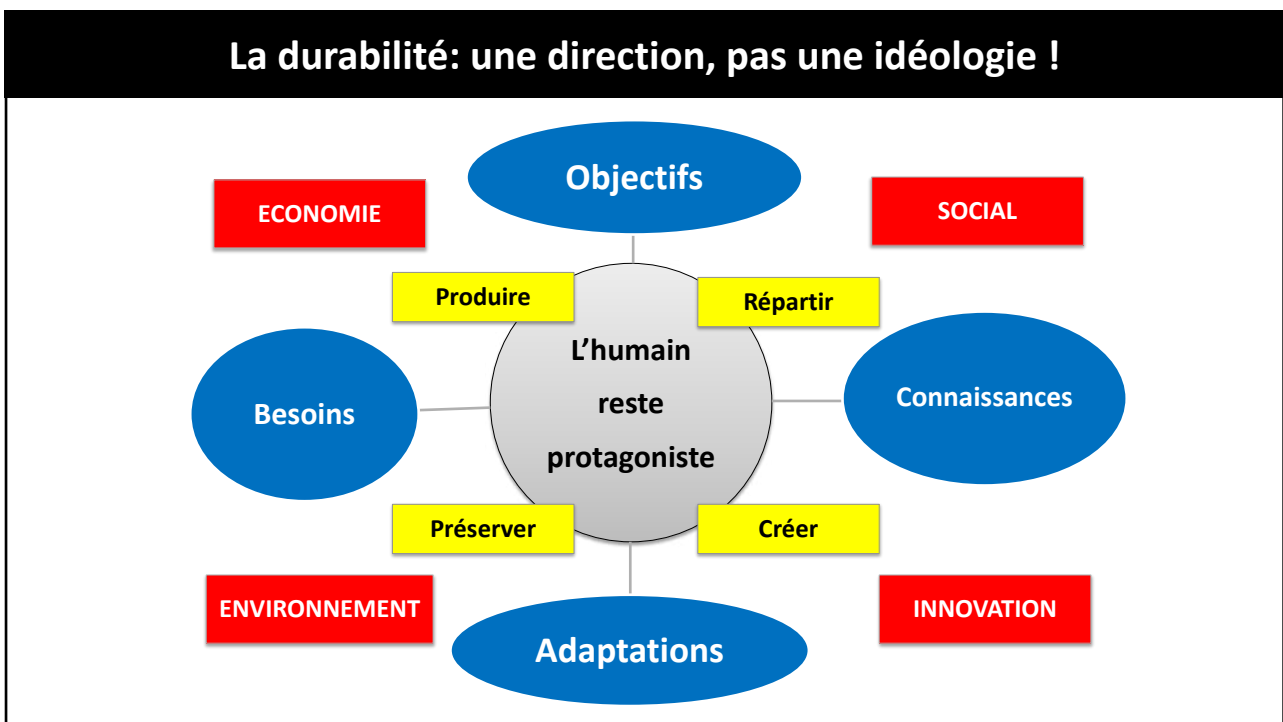 La durabilité: une direction, pas une idéologie !
Objectifs
ECONOMIE
SOCIAL
Produire
Répartir
L’humain
reste
protagoniste
Besoins
Connaissances
Préserver
Créer
ENVIRONNEMENT
INNOVATION
Adaptations